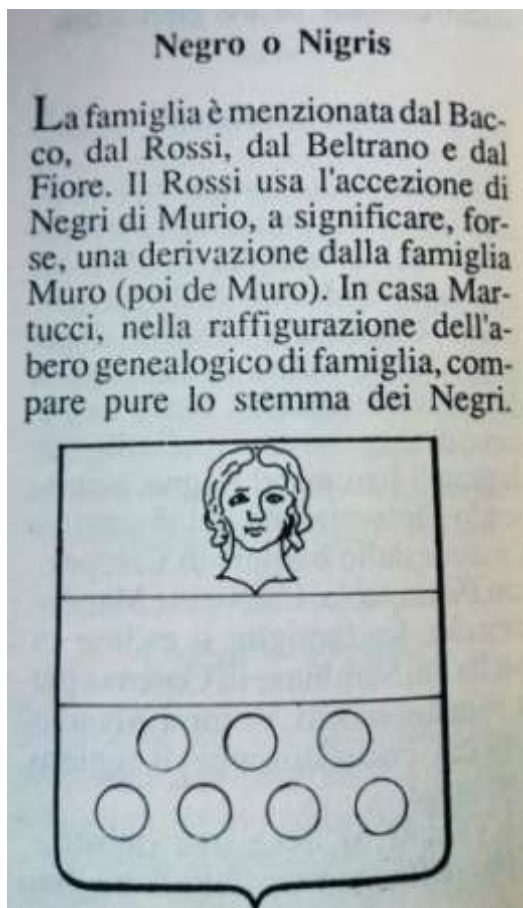 Negro o Nigris
La famiglia è menzionata dal Bac-
co, dal Rossi, dal Beltrano e dal
Fiore. Il Rossi usa l'accezione di
Negri di Murio, a significare, for-
se, una derivazione dalla famiglia
Muro (poi de Muro). In casa Mar-
tucci, nella raffigurazione dell'a-
bero genealogico di famiglia, com-
pare pure lo stemma dei Negri.